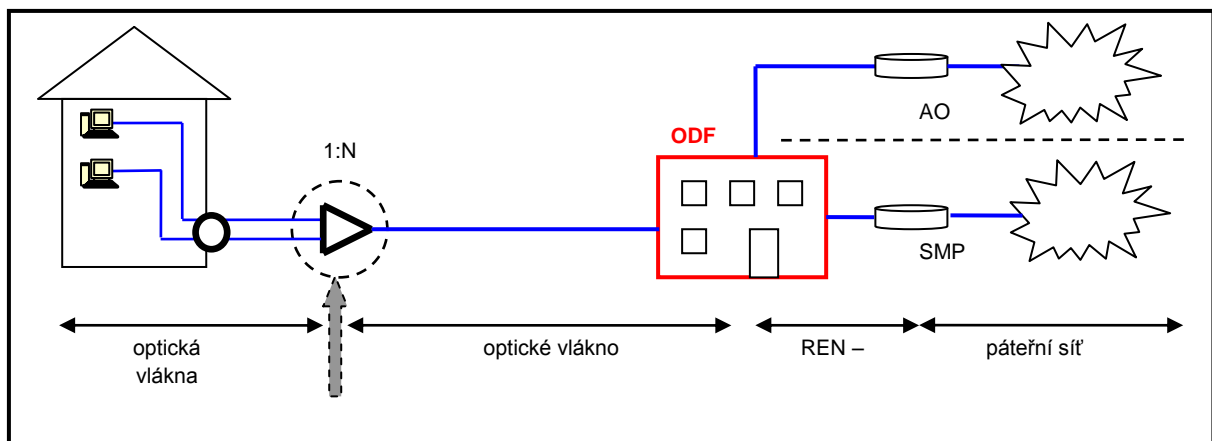 AO
ODF
1:N
SMP
optická
vlákna
optické vlákno
REN –
páteřní síť